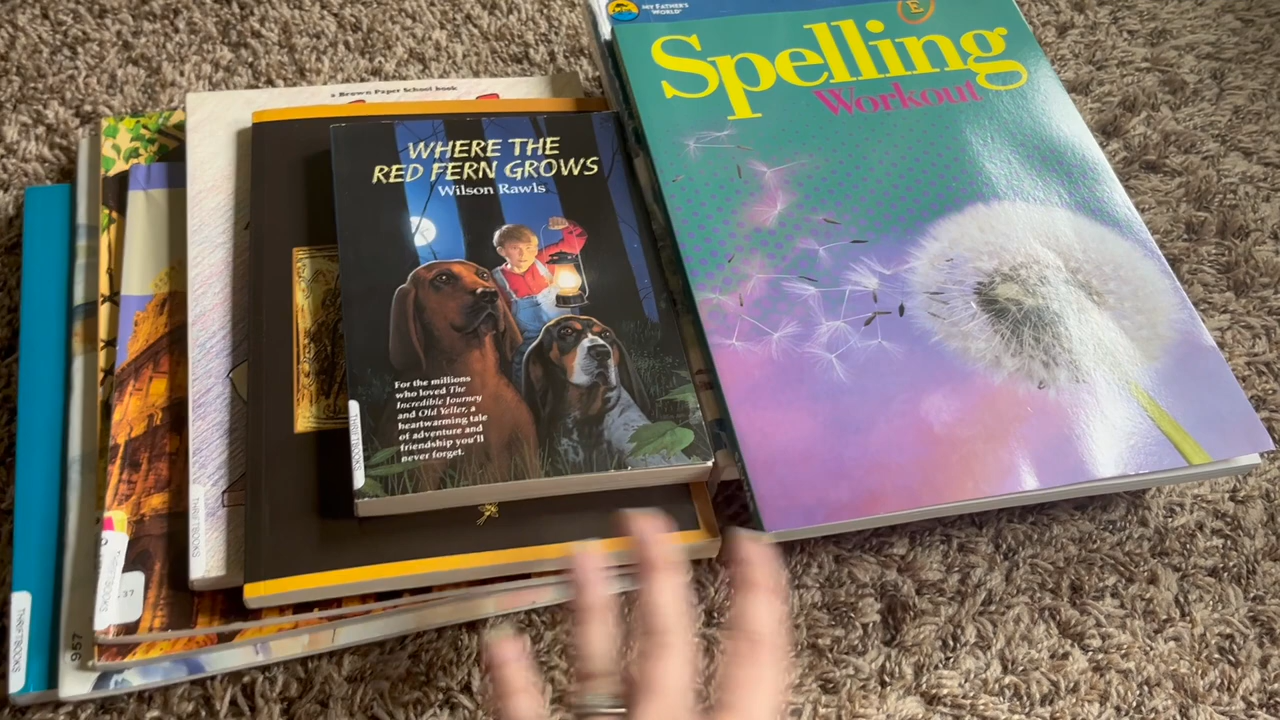 MY FATHER'S
WORLD®
E
Spelling
Workout
a Brown Paper School book
WHERE THE
RED FERN GROWS
Wilson Rawls
For the millions
who loved The
Incredible Journey
and Old Yeller, a
heartwarming tale
of adventure and
friendship you'll
never forget.
THRIFTBOOKS
THRIFTBOOKS
37
957
THRIFTBOOKS